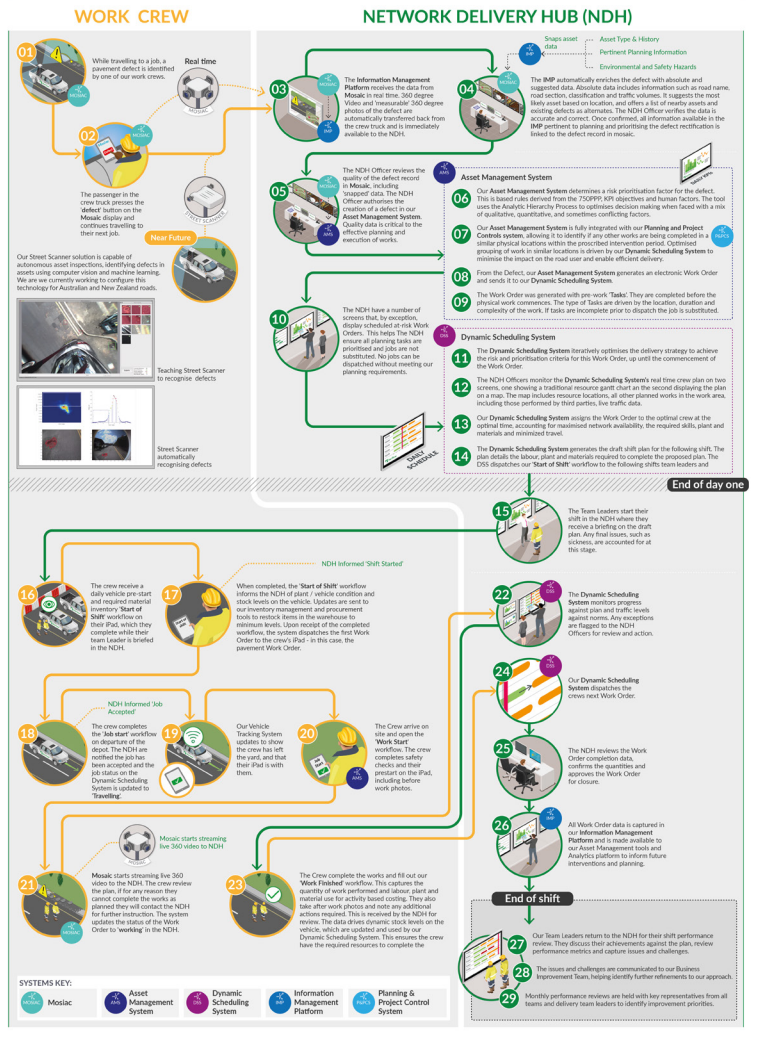 WORK CREW
NETWORK DELIVERY HUB (NDH)
01
While travelling to a job, a
pavement defect is identified
by one of our work crews.
MOSAIC
Real time
MOSAIC
02
MOSAIC
The passenger in the
crew truck presses the
'defect' button on the
Mosaic display and
continues travelling to
their next job.
STREET SCANNER
Near Future
Our Street Scanner solution is capable of
autonomous asset inspections, identifying defects in
assets using computer vision and machine learning.
We are we currently working to configure this
technology for Australian and New Zealand roads.
Teaching Street Scanner
to recognise defects
Street Scanner
automatically
recognising defects
03
MOSAIC
IMP
The Information Management
Platform receives the data from
Mosaic in real time. 360 degree
Video and 'measurable' 360 degree
photos of the defect are
automatically transferred back from
the crew truck and is immediately
available to the NDH.
04
MOSAIC
Snaps asset
data
IMP
Asset Type & History
Pertinent Planning Information
Environmental and Safety Hazards
The IMP automatically enriches the defect with absolute and
suggested data. Absolute data includes information such as road name,
road section, classification and traffic volumes. It suggests the most
likely asset based on location, and offers a list of nearby assets and
existing defects as alternates. The NDH Officer verifies the data is
accurate and correct. Once confirmed, all information available in the
IMP pertinent to planning and prioritising the defect rectification is
linked to the defect record in mosaic.
05
MOSAIC
AMS
The NDH Officer reviews the
quality of the defect record
in Mosaic, including
'snapped' data. The NDH
Officer authorises the
creation of a defect in our
Asset Management System.
Quality data is critical to the
effective planning and
execution of works.
AMS
Asset Management System
06
Our Asset Management System determines a risk prioritisation factor for the defect.
This is based rules derived from the 750PPP, KPI objectives and human factors. The tool
uses the Analytic Hierarchy Process to optimises decision making when faced with a mix
of qualitative, quantitative, and sometimes conflicting factors.
07
Our Asset Management System is fully integrated with our Planning and Project
Controls system, allowing it to identify if any other works are being completed in a
similar physical locations within the proscribed intervention period. Optimised
grouping of work in similar locations is driven by our Dynamic Scheduling System to
minimise the impact on the road user and enable efficient delivery.
P&PCS
08
From the Defect, our Asset Management System generates an electronic Work Order
and sends it to our Dynamic Scheduling System.
09
The Work Order was generated with pre-work 'Tasks'. They are completed before the
physical work commences. The type of Tasks are driven by the location, duration and
complexity of the work. If tasks are incomplete prior to dispatch the job is substituted.
10
The NDH have a number of
screens that, by exception,
display scheduled at-risk Work
Orders. This helps The NDH
ensure all planning tasks are
prioritised and jobs are not
substituted. No jobs can be
dispatched without meeting our
planning requirements.
DAILY
SCHEDULE
DSS
Dynamic Scheduling System
11
The Dynamic Scheduling System iteratively optimises the delivery strategy to achieve
the risk and prioritisation criteria for this Work Order, up until the commencement of
the Work Order.
12
The NDH Officers monitor the Dynamic Scheduling System's real time crew plan on two
screens, one showing a traditional resource gantt chart an the second displaying the plan
on a map. The map includes resource locations, all other planned works in the work area,
including those performed by third parties, live traffic data.
13
Our Dynamic Scheduling System assigns the Work Order to the optimal crew at the
optimal time, accounting for maximised network availability, the required skills, plant and
materials and minimized travel.
14
The Dynamic Scheduling System generates the draft shift plan for the following shift. The
plan details the labour, plant and materials required to complete the proposed plan. The
DSS dispatches our 'Start of Shift' workflow to the following shifts team leaders and
End of day one
15
The Team Leaders start their
shift in the NDH where they
receive a briefing on the draft
plan. Any final issues, such as
sickness, are accounted for at
this stage.
16
The crew receive a
daily vehicle pre-start
and required material
inventory 'Start of
Shift' workflow on
their iPad, which they
complete while their
team Leader is briefed
in the NDH.
17
NDH Informed 'Shift Started'
When completed, the 'Start of Shift' workflow
informs the NDH of plant / vehicle condition and
stock levels on the vehicle. Updates are sent to
our inventory management and procurement
tools to restock items in the warehouse to
minimum levels. Upon receipt of the completed
workflow, the system dispatches the first Work
Order to the crew's iPad - in this case, the
pavement Work Order.
18
NDH Informed 'Job
Accepted'
The crew completes
the 'Job start' workflow
on departure of the
depot. The NDH are
notified the job has
been accepted and the
job status on the
Dynamic Scheduling
System is updated to
'Travelling'.
19
Our Vehicle
Tracking System
updates to show
the crew has left
the yard, and that
their iPad is with
them.
20
AMS
The Crew arrive on
site and open the
'Work Start'
workflow. The crew
completes safety
checks and their
prestart on the iPad,
including before
work photos.
21
MOSAIC
MOSAIC
Mosaic starts streaming
live 360 video to NDH
Mosaic starts streaming live 360
video to the NDH. The crew review
the plan, if for any reason they
cannot complete the works as
planned they will contact the NDH
for further instruction. The system
updates the status of the Work
Order to 'working' in the NDH.
22
DSS
The Dynamic Scheduling
System monitors progress
against plan and traffic levels
against norms. Any exceptions
are flagged to the NDH
Officers for review and action.
23
The Crew complete the works and fill out our
'Work Finished' workflow. This captures the
quantity of work performed and labour, plant and
material use for activity based costing. They also
take after work photos and note any additional
actions required. This is received by the NDH for
review. The data drives dynamic stock levels on the
vehicle, which are updated and used by our
Dynamic Scheduling System. This ensures the crew
have the required resources to complete the
24
DSS
Our Dynamic Scheduling
System dispatches the
crews next Work Order.
25
The NDH reviews the Work
Order completion data,
confirms the quantities and
approves the Work Order
for closure.
26
IMP
All Work Order data is captured in
our Information Management
Platform and is made available to
our Asset Management tools and
Analytics platform to inform future
interventions and planning.
End of shift
27
Our Team Leaders return to the NDH for their shift performance
review. They discuss their achievements against the plan, review
performance metrics and capture issues and challenges.
28
The issues and challenges are communicated to our Business
Improvement Team, helping identify further refinements to our approach.
29
Monthly performance reviews are held with key representatives from all
teams and delivery team leaders to identify improvement priorities.
SYSTEMS KEY:
MOSAIC
Mosiac
AMS
Asset
Management
System
DSS
Dynamic
Scheduling
System
IMP
Information
Management
Platform
P&PCS
Planning &
Project Control
System